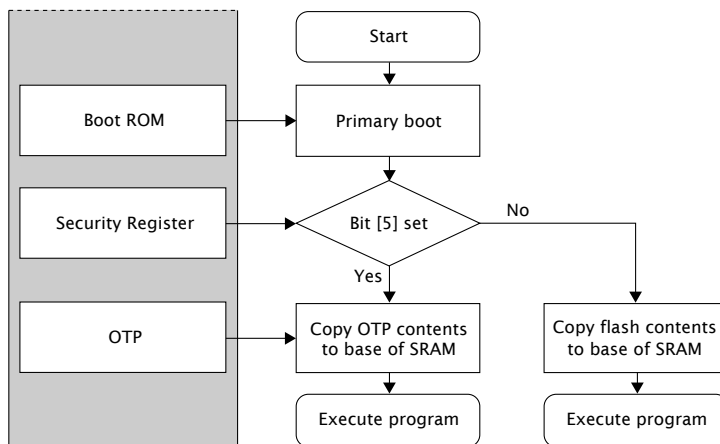 Start
Boot ROM
Primary boot
Security Register
Bit [5] set
No
Yes
OTP
Copy OTP contents
to base of SRAM
Copy flash contents
to base of SRAM
Execute program
Execute program